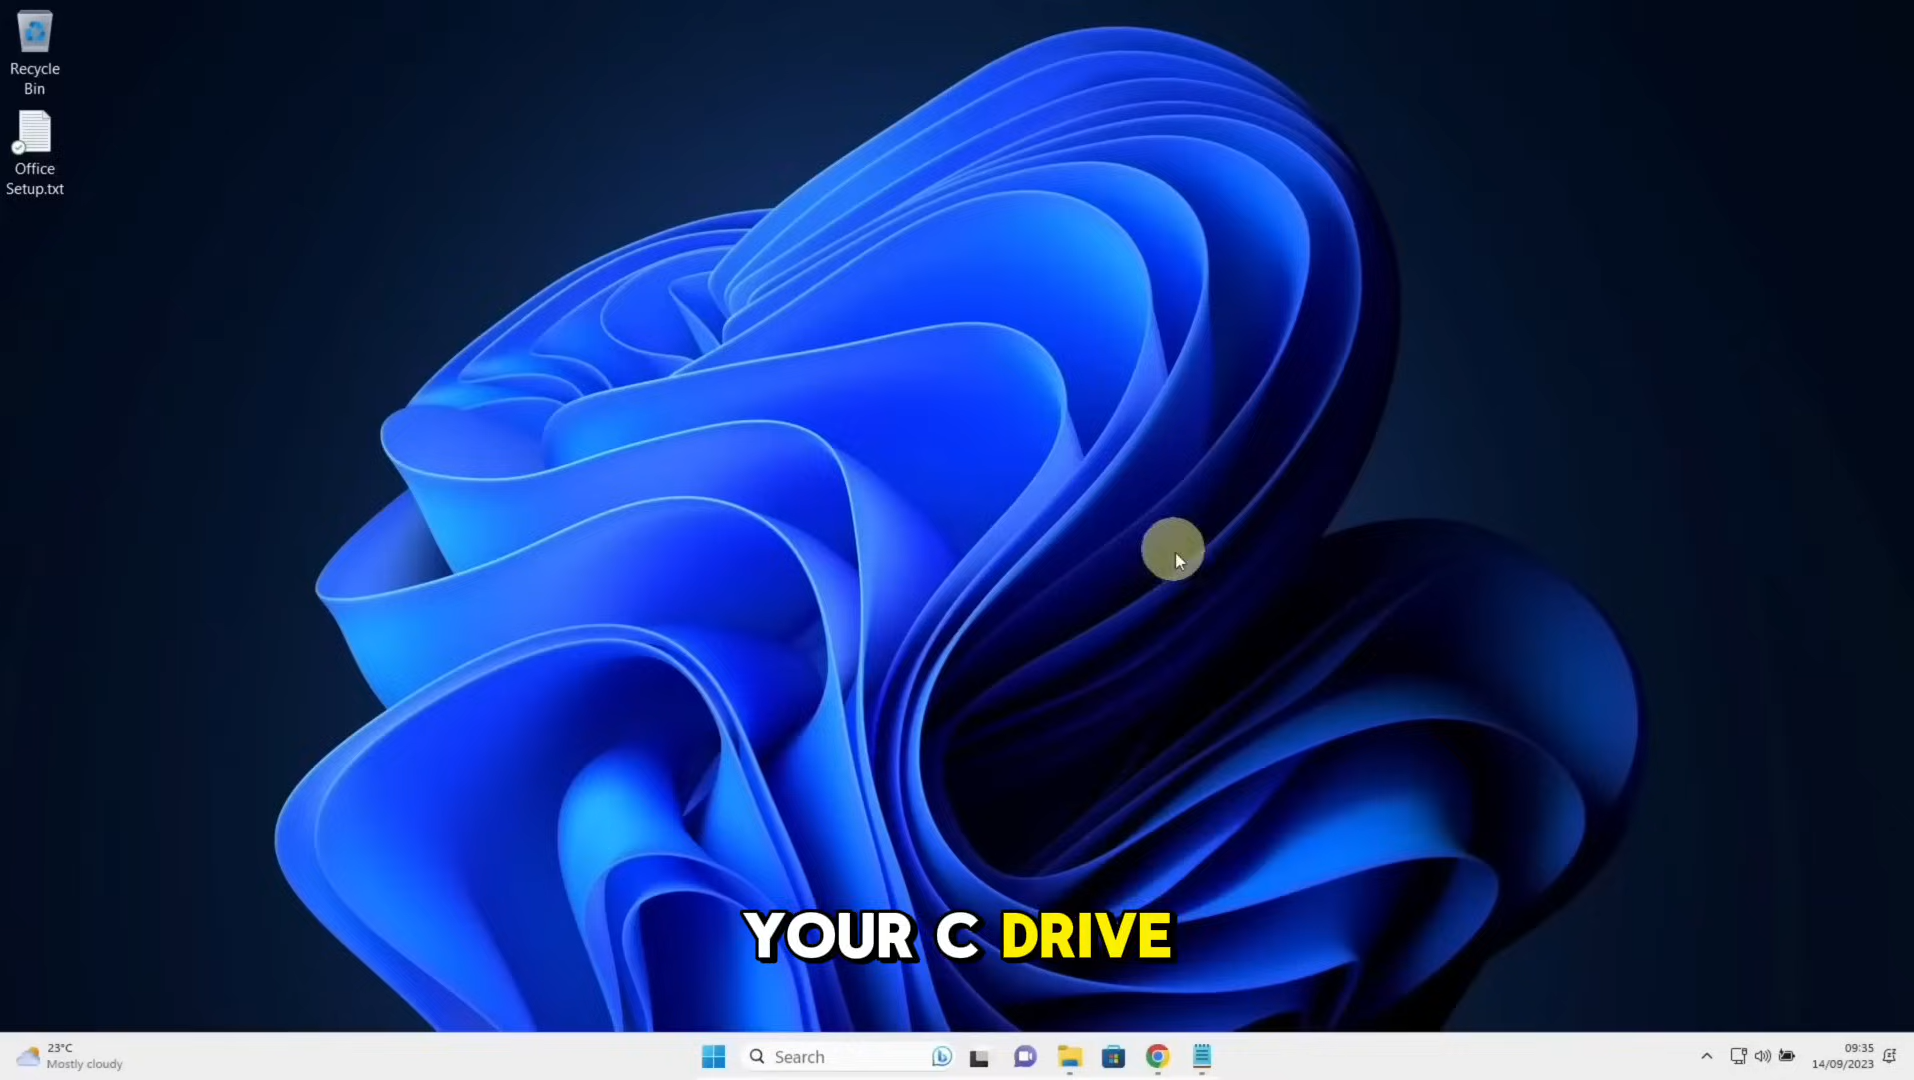 Recycle
Bin
Office
Setup.txt
YOUR C DRIVE
23°C
Mostly cloudy
Search
09:35
14/09/2023